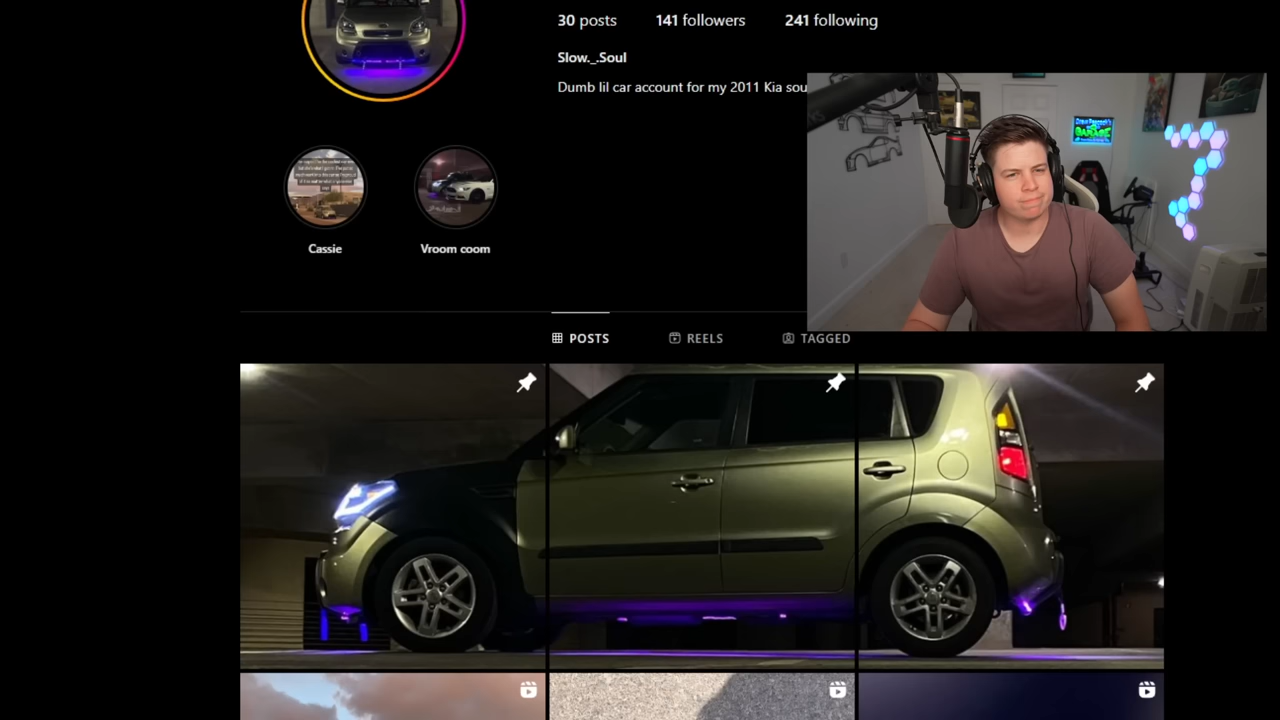 30 posts 141 followers 241 following
Slow._.Soul
Dumb lil car account for my 2011 Kia sou
Cassie
Vroom coom
POSTS REELS TAGGED
GARAGE